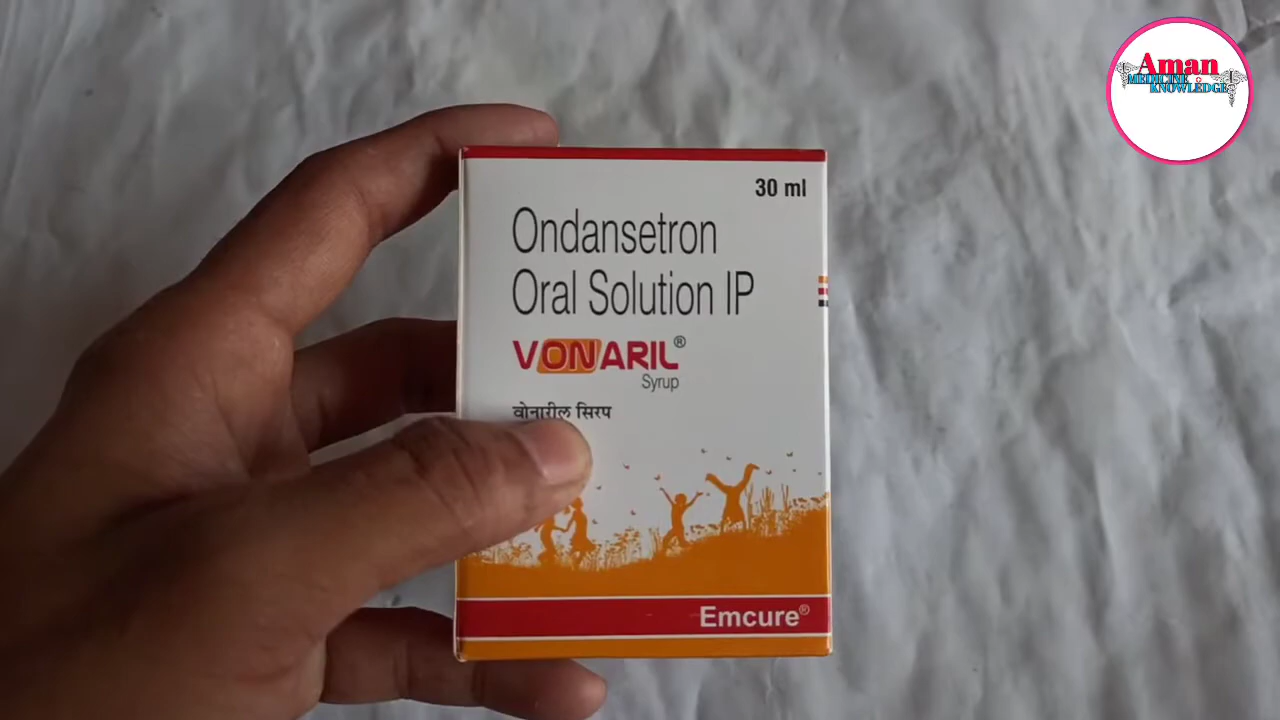 Aman
MEDICINE
KNOWLEDGE
30 ml
Ondansetron
Oral Solution IP
VONARIL®
Syrup
वोनारील सिरप
Emcure®